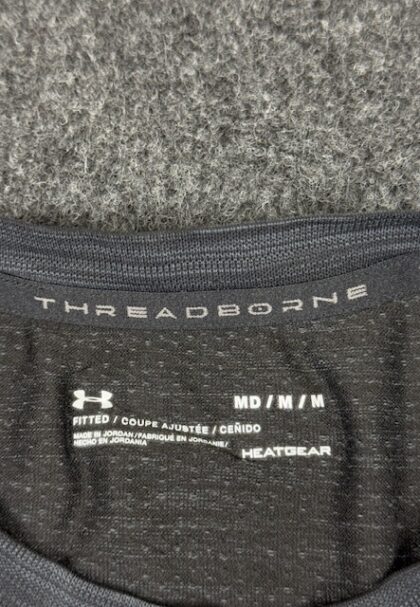 THREADBORNE
MD / M / M
FITTED / COUPE AJUSTÉE / CEÑIDO
MADE IN JORDAN / FABRIQUÉ EN JORDANIE /
HECHO EN JORDANIA
HEATGEAR